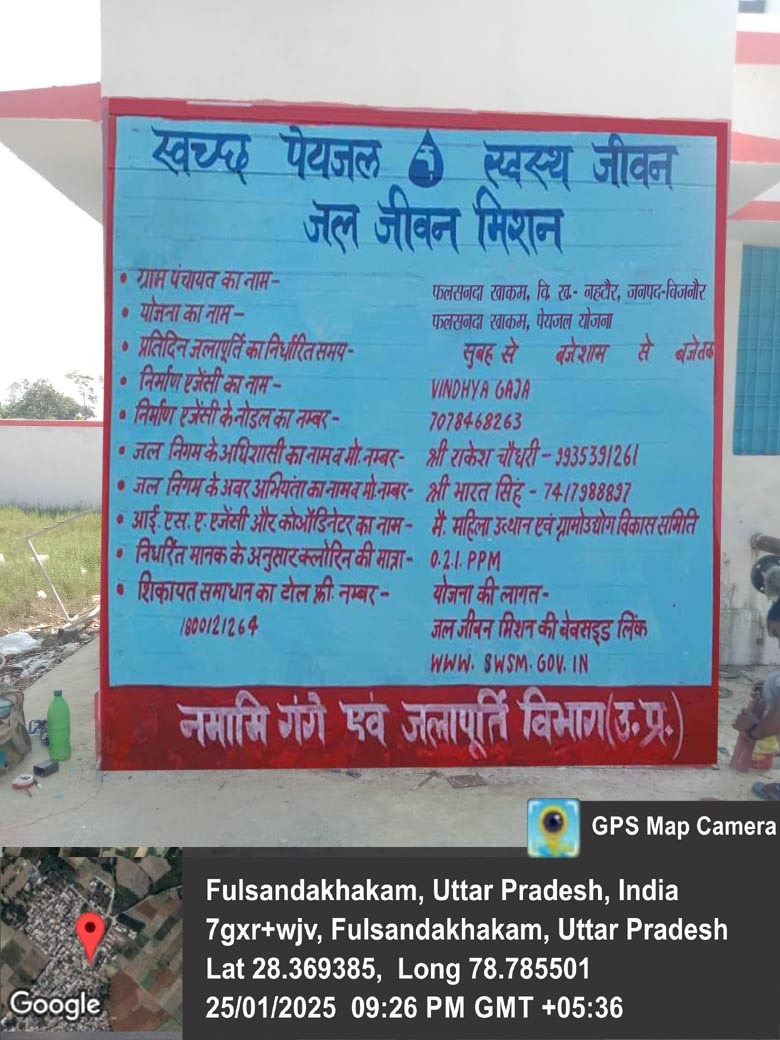 स्वच्छ पेयजल स्वस्थ जीवन
जल जीवन मिशन
• ग्राम पंचायत का नाम- फलसनदा खाकम, वि. ख.- नहटौर, जनपद-बिजनौर
• योजना का नाम- फलसनदा खाकम, पेयजल योजना
• प्रतिदिन जलापूर्ति का निर्धारित समय- सुबह से बजे शाम से बजे तक
• निर्माण एजेंसी का नाम- VINDHYA GAJA
• निर्माण एजेंसी के नोडल का नम्बर- 7078468263
• जल निगम के अधिशासी का नाम व मो. नम्बर- श्री राकेश चौधरी - 9935391261
• जल निगम के अवर अभियंता का नाम व मो. नम्बर- श्री भारत सिंह - 7417988897
• आई. एस. ए. एजेंसी और कोऑडिनेटर का नाम- मै. महिला उत्थान एवं ग्रामोउद्योग विकास समिति
• निर्धारित मानक के अनुसार क्लोरिन की मात्रा- 0.2.1. PPM
• शिकायत समाधान का टोल फ्री. नम्बर- योजना की लागत-
1800121264 जल जीवन मिशन की बेबसाइड लिंक
WWW. SWSM. GOV. IN
नमामि गंगे एवं जलापूर्ति विभाग (उ. प्र.)
GPS Map Camera
Fulsandakhakam, Uttar Pradesh, India
7gxr+wjv, Fulsandakhakam, Uttar Pradesh
Lat 28.369385, Long 78.785501
25/01/2025 09:26 PM GMT +05:36
Google